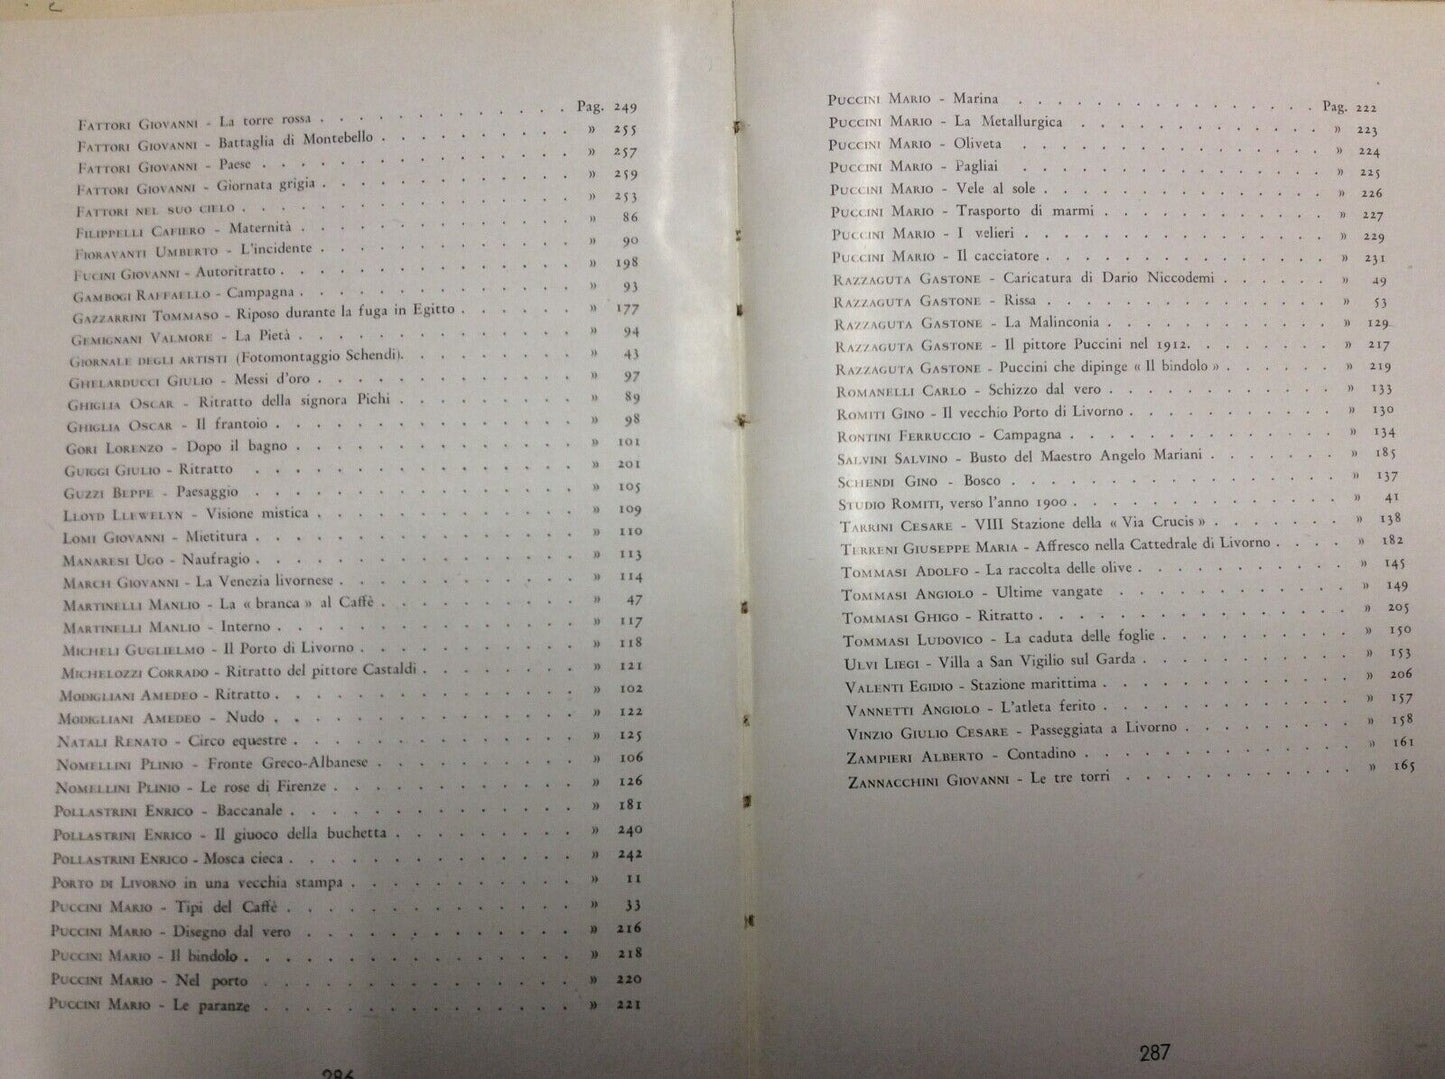 FATTORI GIOVANNI - La torre rossa . . . . . . . . . . Pag. 249
FATTORI GIOVANNI - Battaglia di Montebello . . . . . . . » 255
FATTORI GIOVANNI - Paese . . . . . . . . . . . . » 257
FATTORI GIOVANNI - Giornata grigia . . . . . . . . . . » 259
FATTORI NEL SUO CIELO . . . . . . . . . . . . . » 253
FILIPPELLI CAFIERO - Maternità . . . . . . . . . . . » 86
FIORAVANTI UMBERTO - L'incidente . . . . . . . . . . » 90
FUCINI GIOVANNI - Autoritratto . . . . . . . . . . . » 198
GAMBOGI RAFFAELLO - Campagna . . . . . . . . . . . » 93
GAZZARRINI TOMMASO - Riposo durante la fuga in Egitto . . . . . » 177
GEMIGNANI VALMORE - La Pietà . . . . . . . . . . . » 94
GIORNALE DEGLI ARTISTI (Fotomontaggio Schendi). . . . . . . » 43
GHELARDUCCI GIULIO - Messi d'oro . . . . . . . . . . » 97
GHIGLIA OSCAR - Ritratto della signora Pichi . . . . . . . » 89
GHIGLIA OSCAR - Il frantoio . . . . . . . . . . . . » 98
GORI LORENZO - Dopo il bagno . . . . . . . . . . . » 101
GUIGGI GIULIO - Ritratto . . . . . . . . . . . . » 201
GUZZI BEPPE - Paesaggio . . . . . . . . . . . . » 105
LLOYD LLEWELYN - Visione mistica . . . . . . . . . . » 109
LOMI GIOVANNI - Mietitura . . . . . . . . . . . . » 110
MANARESI UGO - Naufragio . . . . . . . . . . . . » 113
MARCH GIOVANNI - La Venezia livornese . . . . . . . . . » 114
MARTINELLI MANLIO - La « branca » al Caffè . . . . . . . . » 47
MARTINELLI MANLIO - Interno . . . . . . . . . . . . » 117
MICHELI GUGLIELMO - Il Porto di Livorno . . . . . . . . . » 118
MICHELOZZI CORRADO - Ritratto del pittore Castaldi . . . . . . » 121
MODIGLIANI AMEDEO - Ritratto . . . . . . . . . . . . » 102
MODIGLIANI AMEDEO - Nudo . . . . . . . . . . . . » 122
NATALI RENATO - Circo equestre . . . . . . . . . . . » 125
NOMELLINI PLINIO - Fronte Greco-Albanese . . . . . . . . » 106
NOMELLINI PLINIO - Le rose di Firenze . . . . . . . . . . » 126
POLLASTRINI ENRICO - Baccanale . . . . . . . . . . . » 181
POLLASTRINI ENRICO - Il giuoco della buchetta . . . . . . . » 240
POLLASTRINI ENRICO - Mosca cieca . . . . . . . . . . . » 242
PORTO DI LIVORNO in una vecchia stampa . . . . . . . . . » 11
PUCCINI MARIO - Tipi del Caffè . . . . . . . . . . . » 33
PUCCINI MARIO - Disegno dal vero . . . . . . . . . . » 216
PUCCINI MARIO - Il bindolo . . . . . . . . . . . . . » 218
PUCCINI MARIO - Nel porto . . . . . . . . . . . . » 220
PUCCINI MARIO - Le paranze . . . . . . . . . . . . » 221
286
PUCCINI MARIO - Marina . . . . . . . . . . . . Pag. 222
PUCCINI MARIO - La Metallurgica . . . . . . . . . . » 223
PUCCINI MARIO - Oliveta . . . . . . . . . . . . » 224
PUCCINI MARIO - Pagliai . . . . . . . . . . . . » 225
PUCCINI MARIO - Vele al sole . . . . . . . . . . . » 226
PUCCINI MARIO - Trasporto di marmi . . . . . . . . . » 227
PUCCINI MARIO - I velieri . . . . . . . . . . . . » 229
PUCCINI MARIO - Il cacciatore . . . . . . . . . . . » 231
RAZZAGUTA GASTONE - Caricatura di Dario Niccodemi . . . . . . » 49
RAZZAGUTA GASTONE - Rissa . . . . . . . . . . . . » 53
RAZZAGUTA GASTONE - La Malinconia . . . . . . . . . . » 129
RAZZAGUTA GASTONE - Il pittore Puccini nel 1912. . . . . . . » 217
RAZZAGUTA GASTONE - Puccini che dipinge « Il bindolo » . . . . . » 219
ROMANELLI CARLO - Schizzo dal vero . . . . . . . . . . » 133
ROMITI GINO - Il vecchio Porto di Livorno . . . . . . . . . » 130
RONTINI FERRUCCIO - Campagna . . . . . . . . . . . » 134
SALVINI SALVINO - Busto del Maestro Angelo Mariani . . . . . . » 185
SCHENDI GINO - Bosco . . . . . . . . . . . . . » 137
STUDIO ROMITI, verso l'anno 1900 . . . . . . . . . . . » 41
TARRINI CESARE - VIII Stazione della « Via Crucis » . . . . . . » 138
TERRENI GIUSEPPE MARIA - Affresco nella Cattedrale di Livorno . . . . » 182
TOMMASI ADOLFO - La raccolta delle olive . . . . . . . . . » 145
TOMMASI ANGIOLO - Ultime vangate . . . . . . . . . . » 149
TOMMASI GHIGO - Ritratto . . . . . . . . . . . . » 205
TOMMASI LUDOVICO - La caduta delle foglie . . . . . . . . » 150
ULVI LIEGI - Villa a San Vigilio sul Garda . . . . . . . . . » 153
VALENTI EGIDIO - Stazione marittima . . . . . . . . . . » 206
VANNETTI ANGIOLO - L'atleta ferito . . . . . . . . . . » 157
VINZIO GIULIO CESARE - Passeggiata a Livorno . . . . . . . » 158
ZAMPIERI ALBERTO - Contadino . . . . . . . . . . . » 161
ZANNACCHINI GIOVANNI - Le tre torri . . . . . . . . . » 165
287